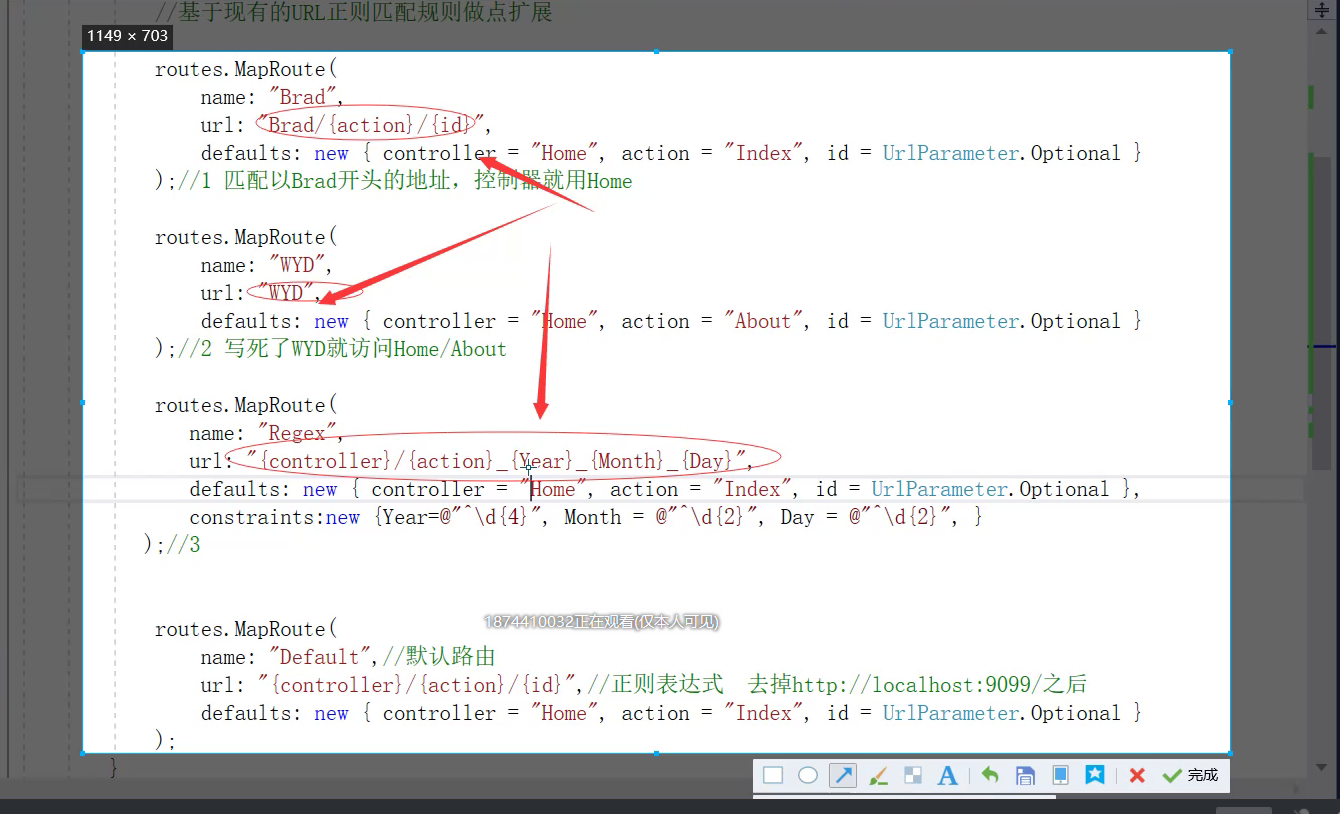 //基于现有的URL正则匹配规则做点扩展
1149 × 703
routes.MapRoute(
name: "Brad",
url: "Brad/{action}/{id}",
defaults: new { controller = "Home", action = "Index", id = UrlParameter.Optional }
);//1 匹配以Brad开头的地址，控制器就用Home
routes.MapRoute(
name: "WYD",
url: "WYD",
defaults: new { controller = "Home", action = "About", id = UrlParameter.Optional }
);//2 写死了WYD就访问Home/About
routes.MapRoute(
name: "Regex",
url: "{controller}/{action}_{Year}_{Month}_{Day}",
defaults: new { controller = "Home", action = "Index", id = UrlParameter.Optional },
constraints:new {Year=@"^\d{4}", Month = @"^\d{2}", Day = @"^\d{2}", }
);//3
1874410032正在观看(仅本人可见)
routes.MapRoute(
name: "Default",//默认路由
url: "{controller}/{action}/{id}",//正则表达式 去掉http://localhost:9099/之后
defaults: new { controller = "Home", action = "Index", id = UrlParameter.Optional }
);
}
A 完成